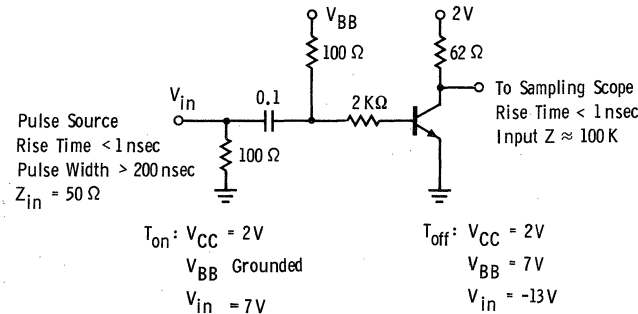 V_BB
2V
100 Ω
62 Ω
V_in
0.1
2 KΩ
To Sampling Scope
Rise Time < 1 nsec
Input Z ≈ 100 K
Pulse Source
Rise Time < 1 nsec
Pulse Width > 200 nsec
Z_in = 50 Ω
100 Ω
T_on: V_CC = 2V
V_BB Grounded
V_in = 7V
T_off: V_CC = 2V
V_BB = 7V
V_in = -13V